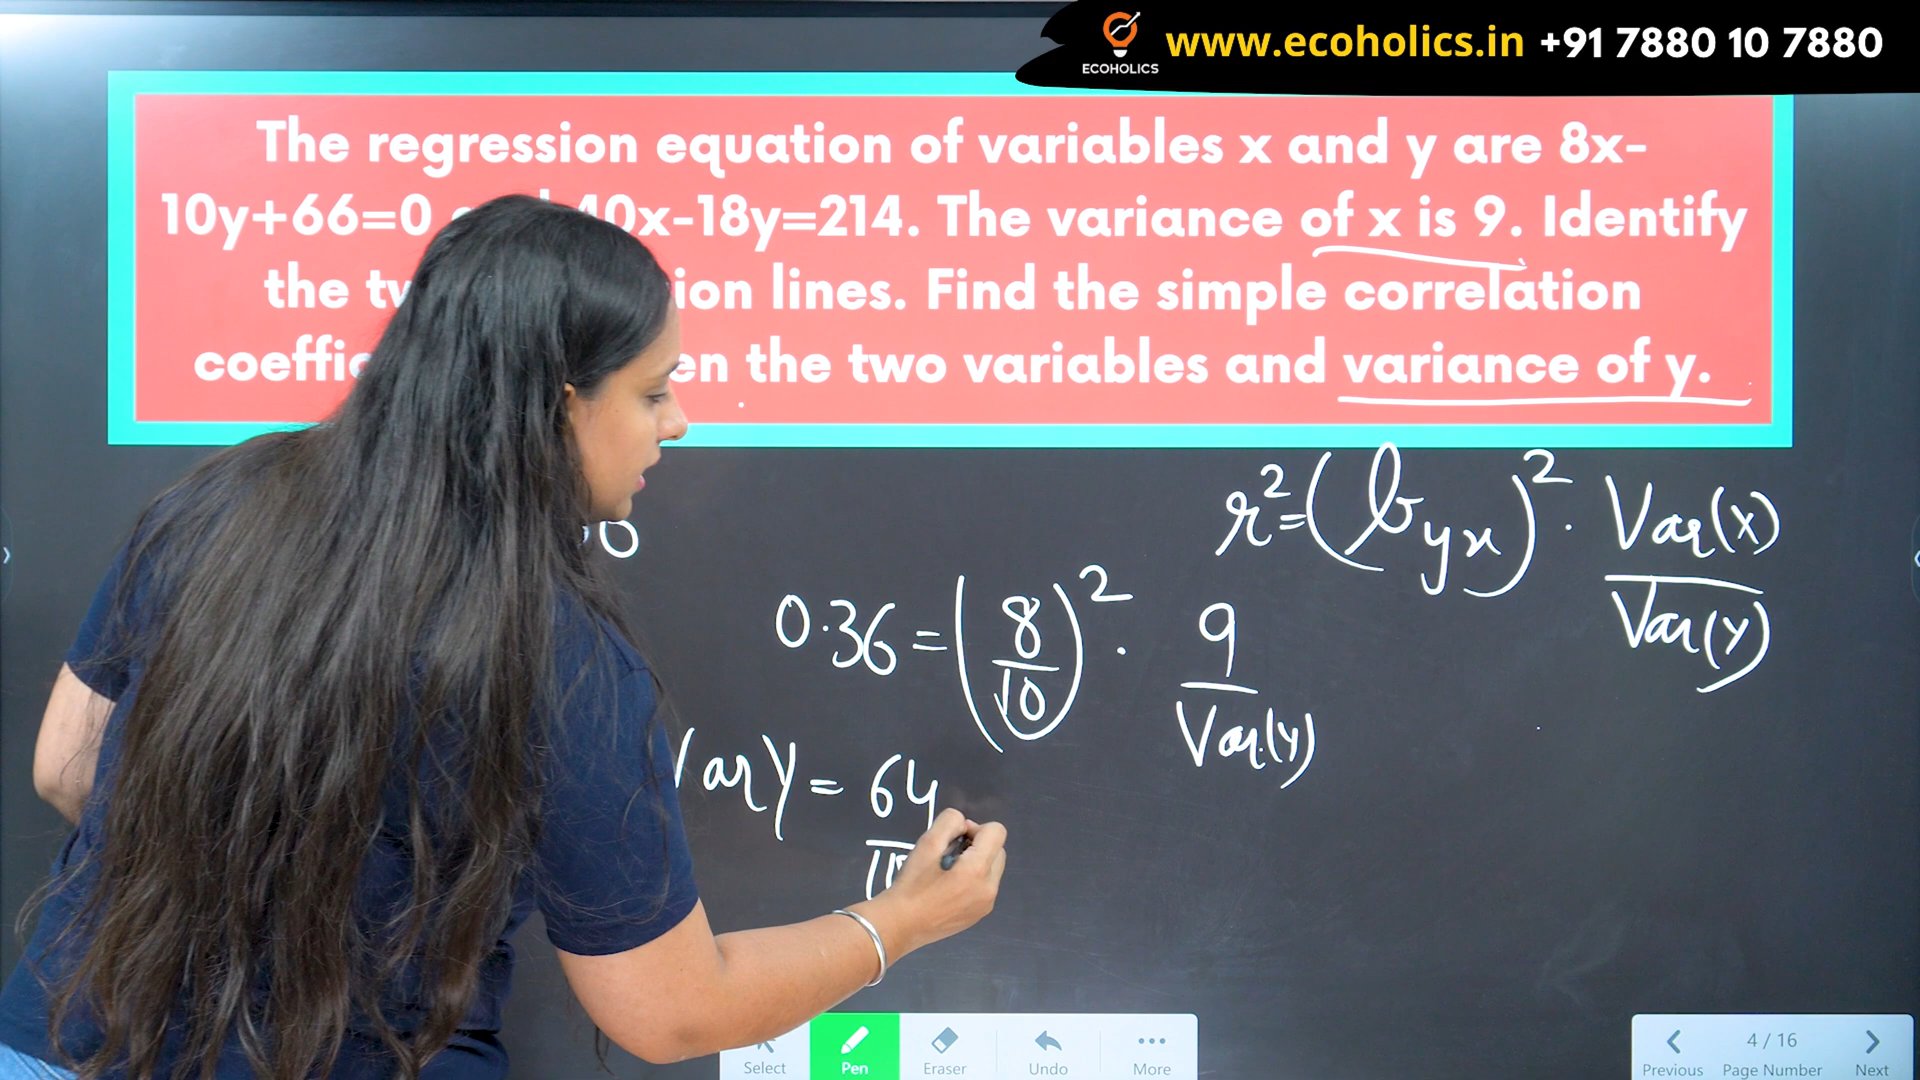 www.ecoholics.in +91 7880 10 7880
ECOHOLICS
The regression equation of variables x and y are 8x-
10y+66=0 40x-18y=214. The variance of x is 9. Identify
the tw ion lines. Find the simple correlation
coeffic en the two variables and variance of y.
r²=(byx)². Var(x)/Var(y)
0.36 = (8/10)² . 9/Var(y)
Var Y = 64
Select Pen Eraser Undo More
Previous 4 / 16 Page Number Next